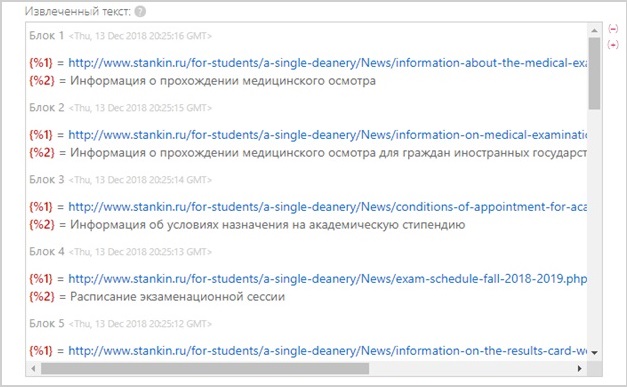 Извлеченный текст: ?
Блок 1 <Thu, 13 Dec 2018 20:25:16 GMT>
{%1} = http://www.stankin.ru/for-students/a-single-deanery/News/information-about-the-medical-exa
{%2} = Информация о прохождении медицинского осмотра
Блок 2 <Thu, 13 Dec 2018 20:25:15 GMT>
{%1} = http://www.stankin.ru/for-students/a-single-deanery/News/information-on-medical-examinatio
{%2} = Информация о прохождении медицинского осмотра для граждан иностранных государст
Блок 3 <Thu, 13 Dec 2018 20:25:14 GMT>
{%1} = http://www.stankin.ru/for-students/a-single-deanery/News/conditions-of-appointment-for-aca
{%2} = Информация об условиях назначения на академическую стипендию
Блок 4 <Thu, 13 Dec 2018 20:25:13 GMT>
{%1} = http://www.stankin.ru/for-students/a-single-deanery/News/exam-schedule-fall-2018-2019.php
{%2} = Расписание экзаменационной сессии
Блок 5 <Thu, 13 Dec 2018 20:25:12 GMT>
{%1} = http://www.stankin.ru/for-students/a-single-deanery/News/information-on-the-results-card-wo